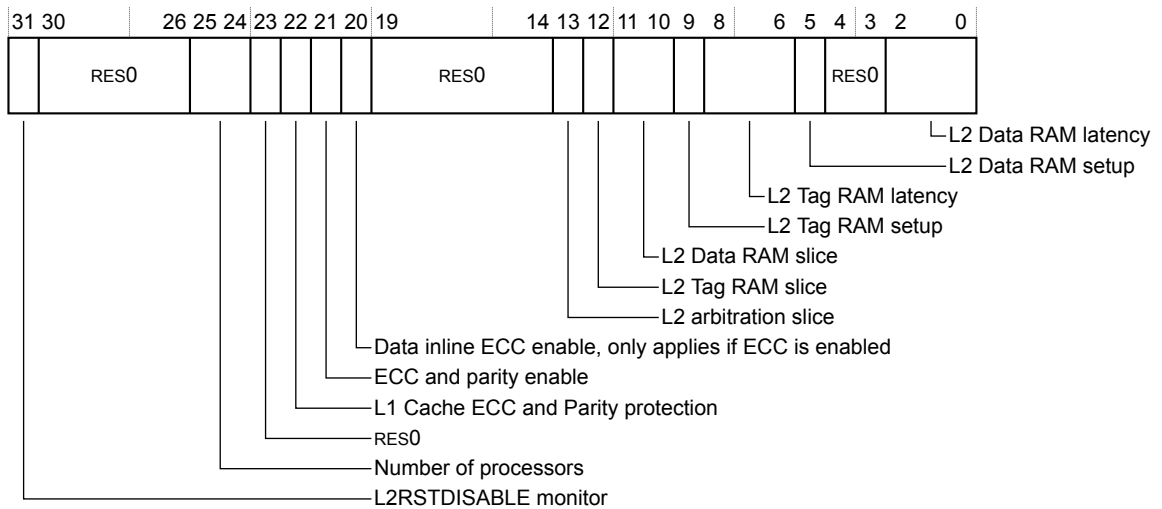 31 30 26 25 24 23 22 21 20 19 14 13 12 11 10 9 8 6 5 4 3 2 0
RES0 RES0 RES0
L2 Data RAM latency
L2 Data RAM setup
L2 Tag RAM latency
L2 Tag RAM setup
L2 Data RAM slice
L2 Tag RAM slice
L2 arbitration slice
Data inline ECC enable, only applies if ECC is enabled
ECC and parity enable
L1 Cache ECC and Parity protection
RES0
Number of processors
L2RSTDISABLE monitor